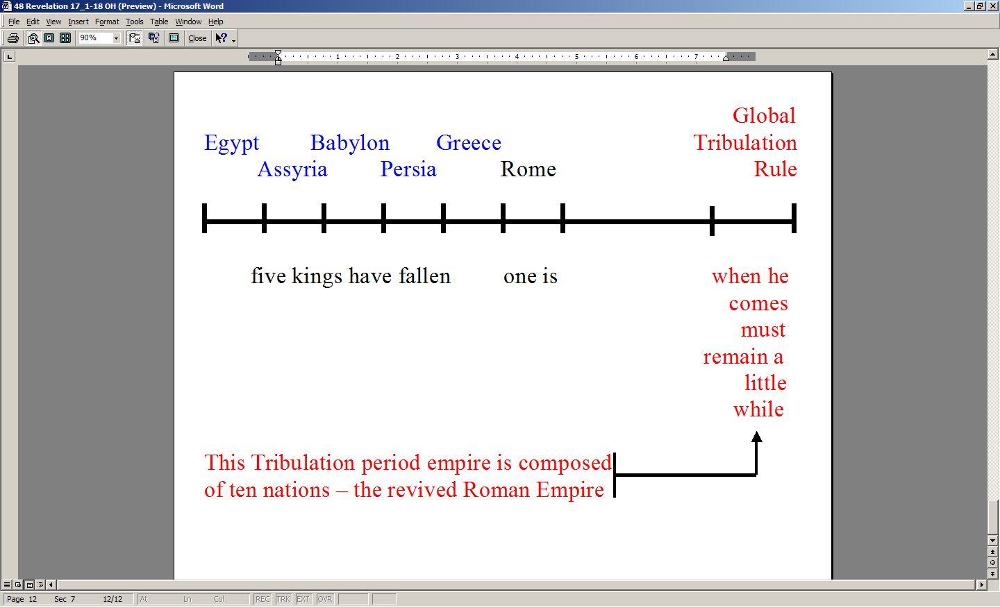 48 Revelation 17_1-18 OH (Preview) - Microsoft Word
File Edit View Insert Format Tools Table Window Help
90% Close
1 2 3 4 5 6 7
Global
Egypt Babylon Greece Tribulation
Assyria Persia Rome Rule
five kings have fallen one is when he
comes
must
remain a
little
while
This Tribulation period empire is composed
of ten nations – the revived Roman Empire
Page 12 Sec 7 12/12 At Ln Col REC TRK EXT OVR